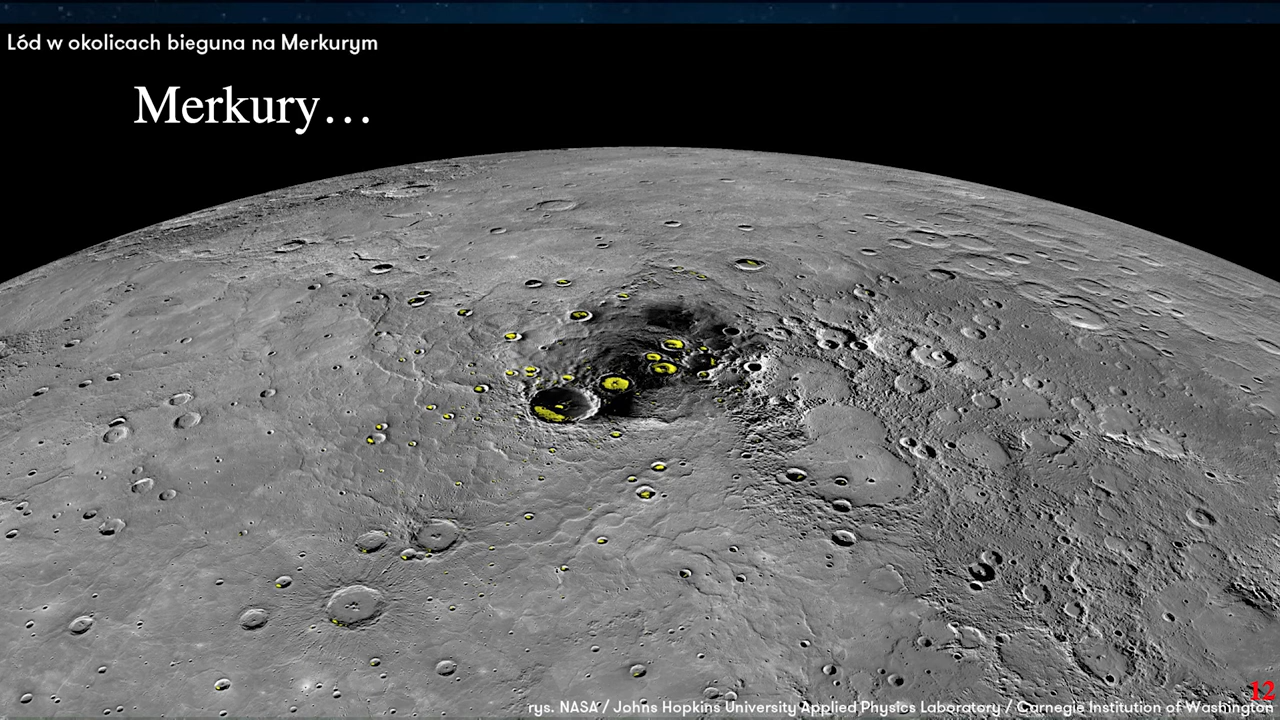 Lód w okolicach bieguna na Merkurym
Merkury…
12
rys. NASA / Johns Hopkins University Applied Physics Laboratory / Carnegie Institution of Washington